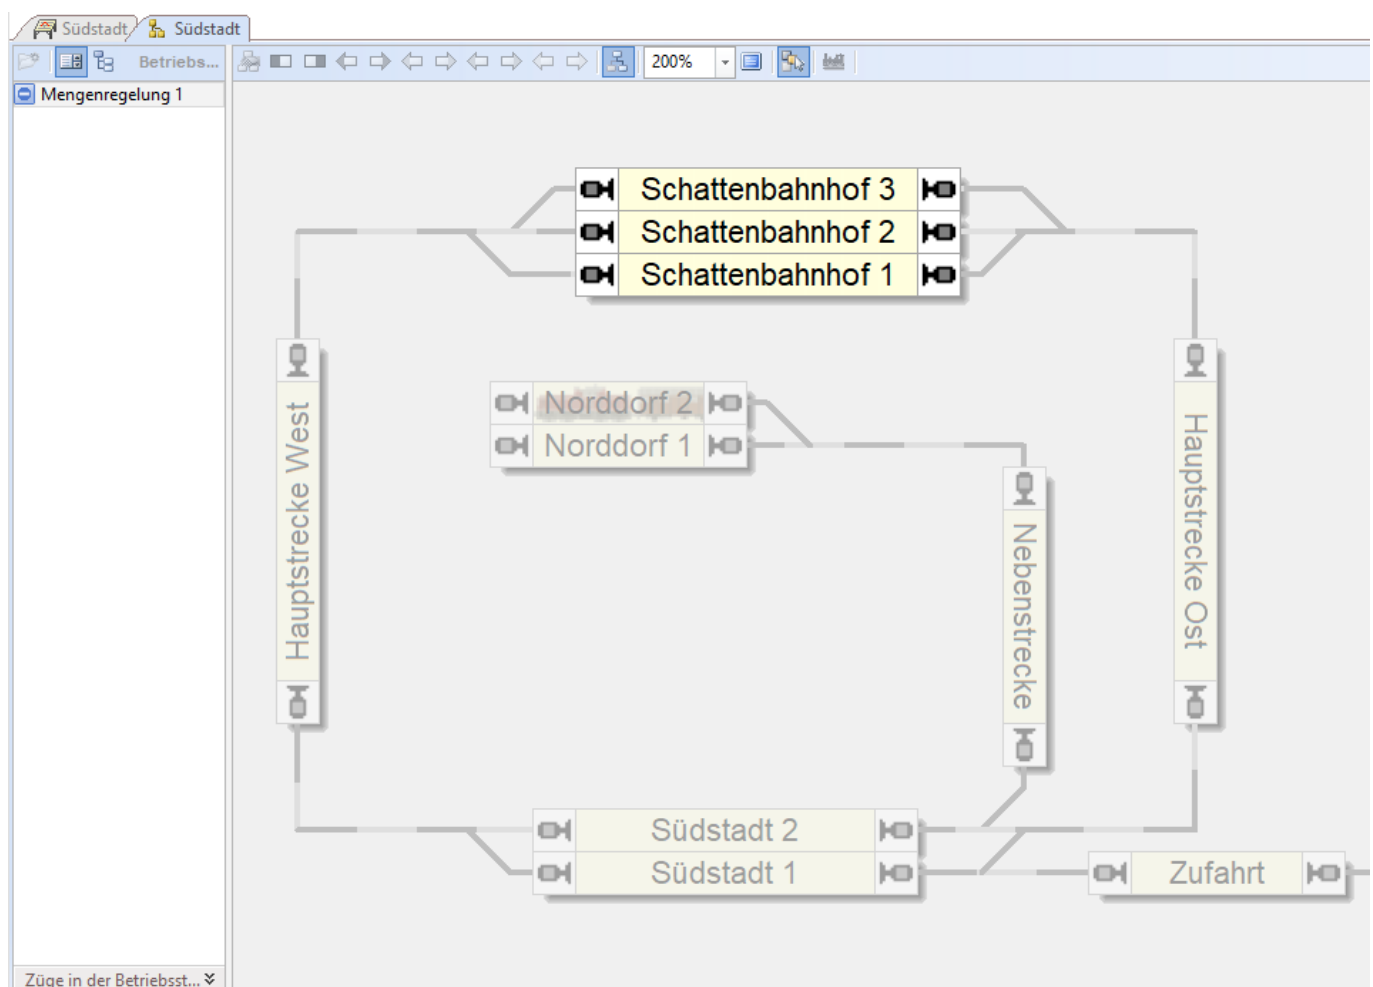 Südstadt
Südstadt
Betriebs...
200%
Mengenregelung 1
Schattenbahnhof 3
Schattenbahnhof 2
Schattenbahnhof 1
Norddorf 2
Norddorf 1
Hauptstrecke West
Nebenstrecke
Hauptstrecke Ost
Südstadt 2
Südstadt 1
Zufahrt
Züge in der Betriebsst...